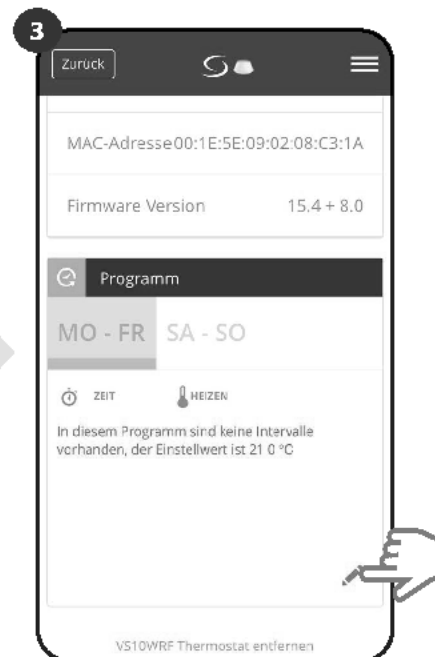 3
Zurück
MAC-Adresse 00:1E:5E:09:02:08:C3:1A
Firmware Version 15.4 + 8.0
Programm
MO - FR SA - SO
ZEIT HEIZEN
In diesem Programm sind keine Intervalle
vorhanden, der Einstellwert ist 21 0 °C
VS10WRF Thermostat entfernen